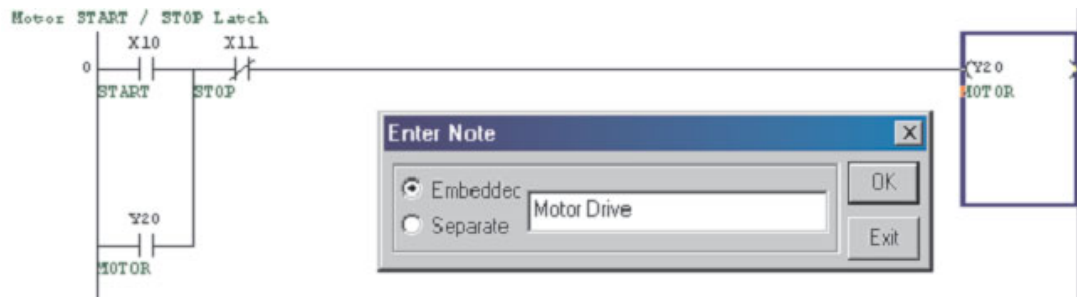 Motor START / STOP Latch
X10 X11
0 (Y20 )
START STOP MOTOR
Enter Note X
Embeddec
Motor Drive
Separate
OK
Exit
Y20
MOTOR